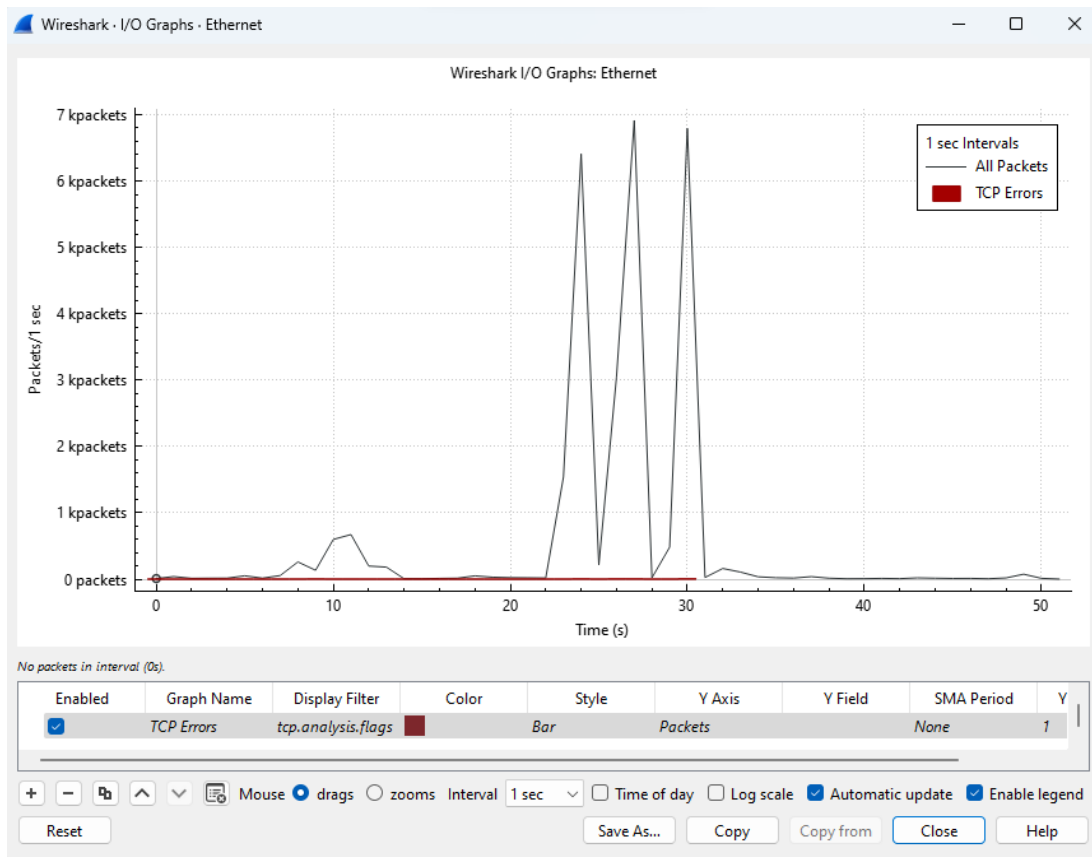 Wireshark · I/O Graphs · Ethernet
Wireshark I/O Graphs: Ethernet
7 kpackets
6 kpackets
5 kpackets
4 kpackets
3 kpackets
2 kpackets
1 kpackets
0 packets
Packets/1 sec
1 sec Intervals
All Packets
TCP Errors
0 10 20 30 40 50
Time (s)
No packets in interval (0s).
Enabled Graph Name Display Filter Color Style Y Axis Y Field SMA Period Y
TCP Errors tcp.analysis.flags Bar Packets None 1
Mouse drags zooms Interval 1 sec Time of day Log scale Automatic update Enable legend
Reset Save As... Copy Copy from Close Help